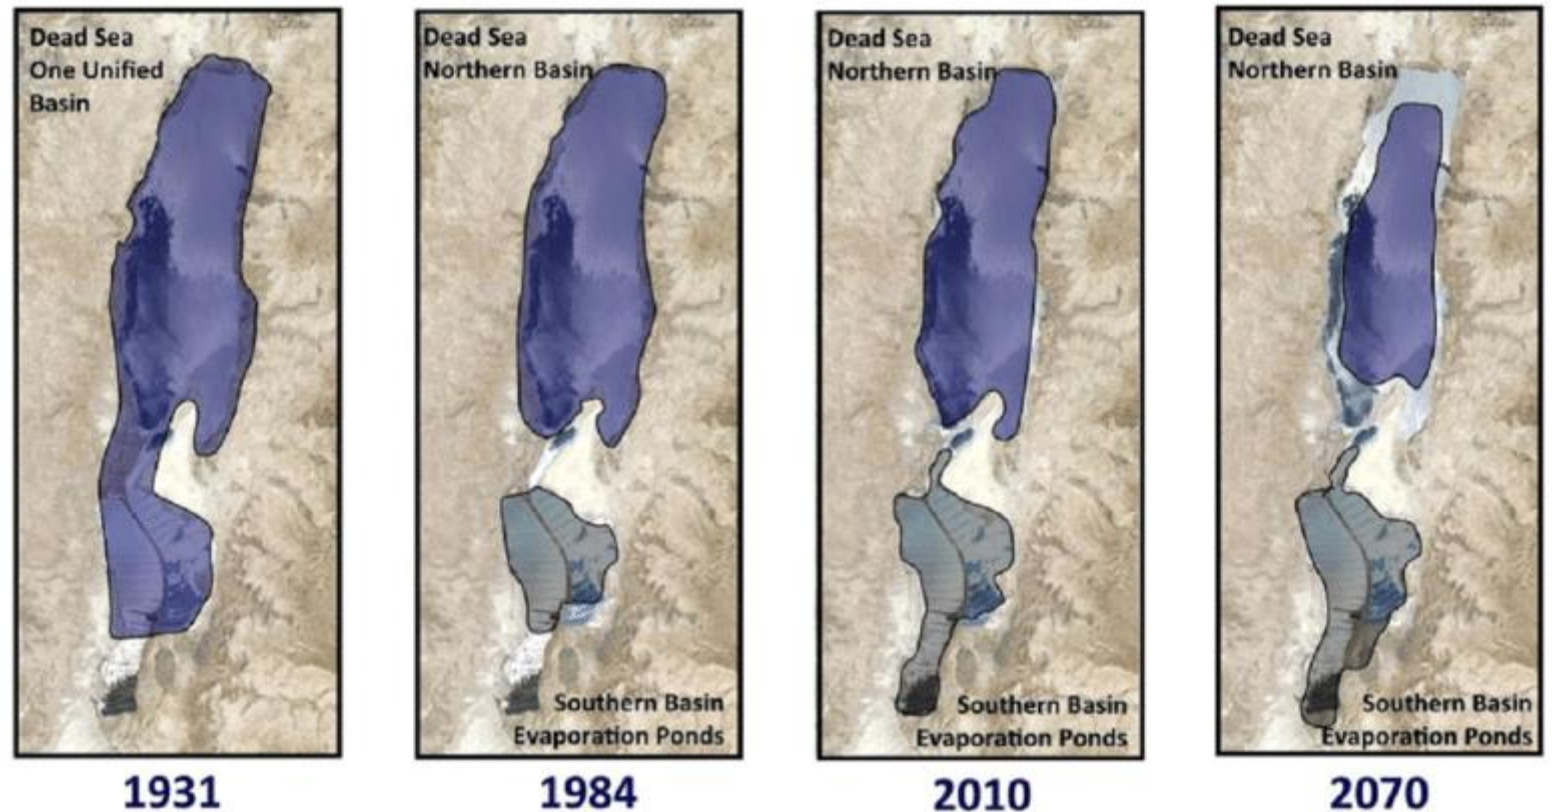 Dead Sea
One Unified
Basin
1931
Dead Sea
Northern Basin
Southern Basin
Evaporation Ponds
1984
Dead Sea
Northern Basin
Southern Basin
Evaporation Ponds
2010
Dead Sea
Northern Basin
Southern Basin
Evaporation Ponds
2070